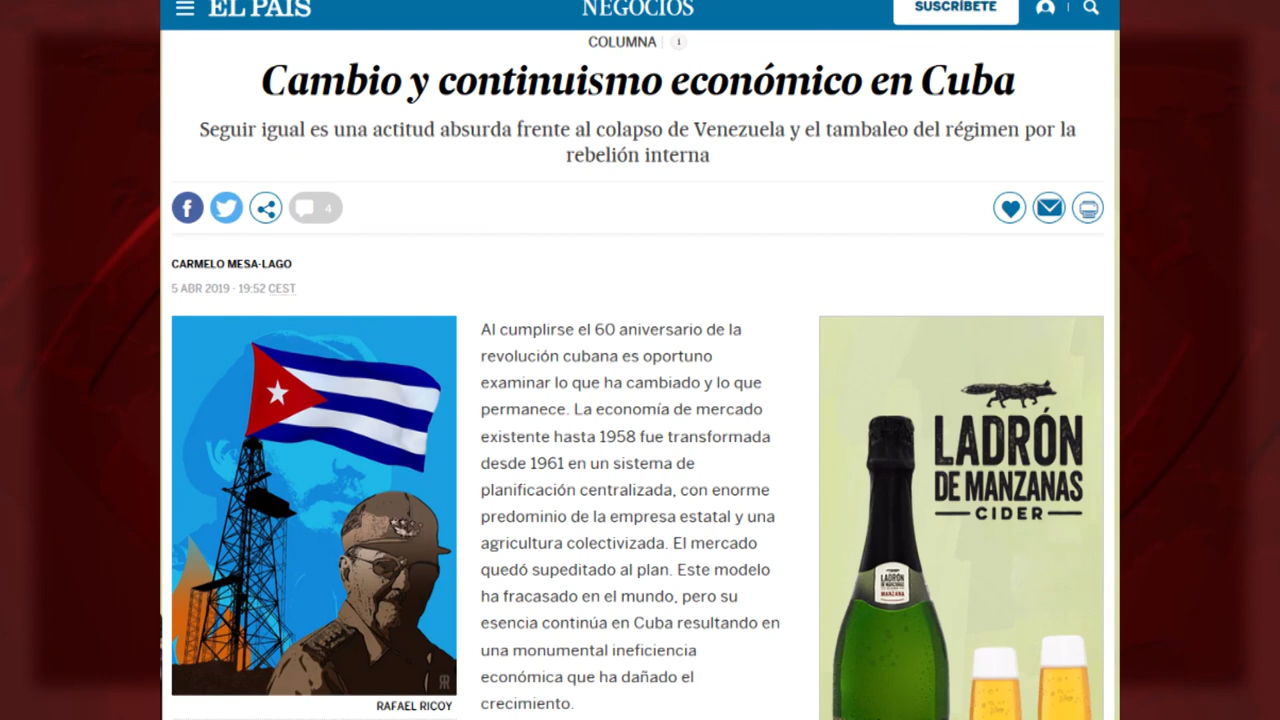 EL PAÍS
NEGOCIOS
SUSCRÍBETE
COLUMNA
Cambio y continuismo económico en Cuba
Seguir igual es una actitud absurda frente al colapso de Venezuela y el tambaleo del régimen por la
rebelión interna
4
CARMELO MESA-LAGO
5 ABR 2019 - 19:52 CEST
Al cumplirse el 60 aniversario de la
revolución cubana es oportuno
examinar lo que ha cambiado y lo que
permanece. La economía de mercado
existente hasta 1958 fue transformada
desde 1961 en un sistema de
planificación centralizada, con enorme
predominio de la empresa estatal y una
agricultura colectivizada. El mercado
quedó supeditado al plan. Este modelo
ha fracasado en el mundo, pero su
esencia continúa en Cuba resultando en
una monumental ineficiencia
económica que ha dañado el
crecimiento.
RAFAEL RICOY
LADRÓN
DE MANZANAS
CIDER
LADRÓN
DE MANZANAS